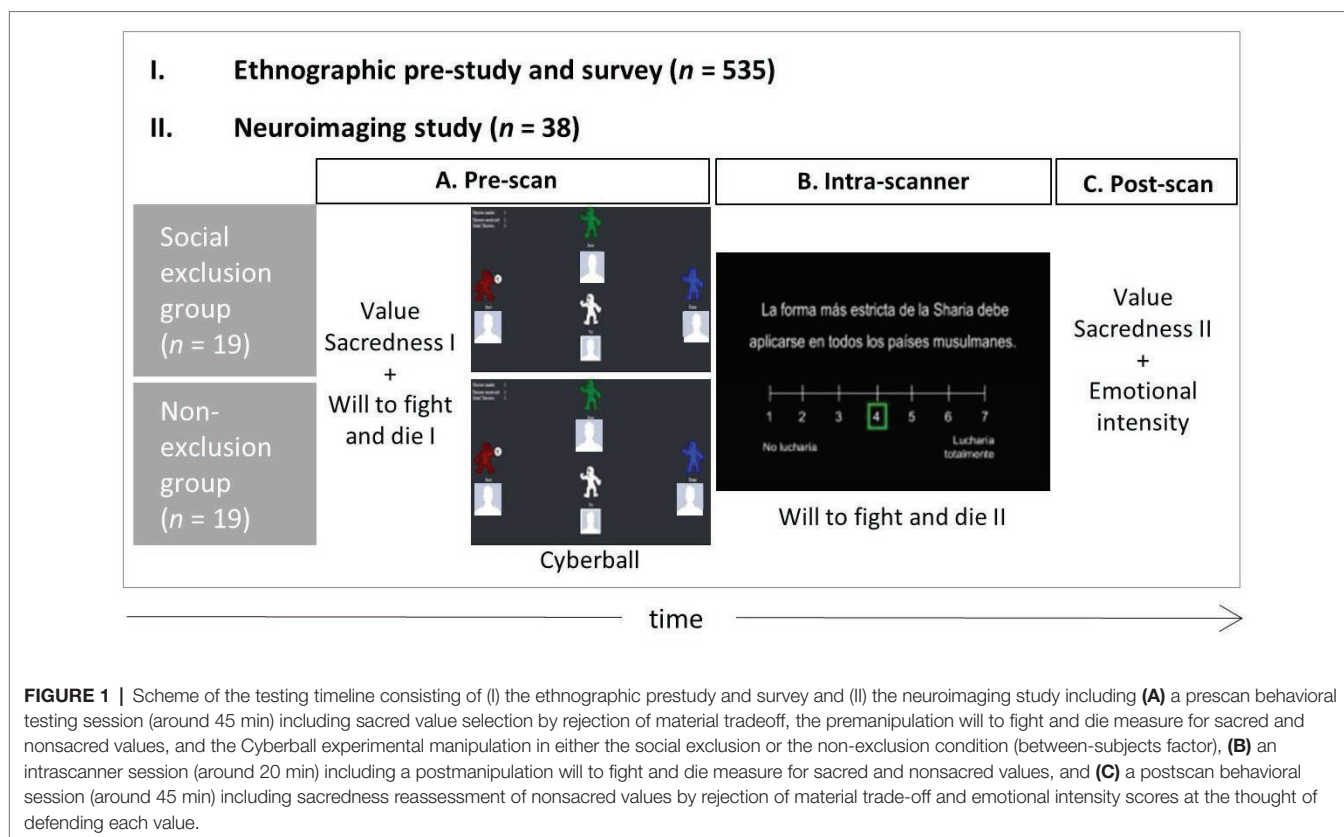 I. Ethnographic pre-study and survey (n = 535)
II. Neuroimaging study (n = 38)
A. Pre-scan
B. Intra-scanner
C. Post-scan
Social
exclusion
group
(n = 19)
Non-
exclusion
group
(n = 19)
Value
Sacredness I
+
Will to fight
and die I
Cyberball
La forma más estricta de la Sharia debe
aplicarse en todos los países musulmanes.
1 2 3 4 5 6 7
No lucharía
Lucharía
totalmente
Will to fight and die II
Value
Sacredness II
+
Emotional
intensity
time
FIGURE 1 | Scheme of the testing timeline consisting of (I) the ethnographic prestudy and survey and (II) the neuroimaging study including (A) a prescan behavioral
testing session (around 45 min) including sacred value selection by rejection of material tradeoff, the premanipulation will to fight and die measure for sacred and
nonsacred values, and the Cyberball experimental manipulation in either the social exclusion or the non-exclusion condition (between-subjects factor), (B) an
intrascanner session (around 20 min) including a postmanipulation will to fight and die measure for sacred and nonsacred values, and (C) a postscan behavioral
session (around 45 min) including sacredness reassessment of nonsacred values by rejection of material trade-off and emotional intensity scores at the thought of
defending each value.